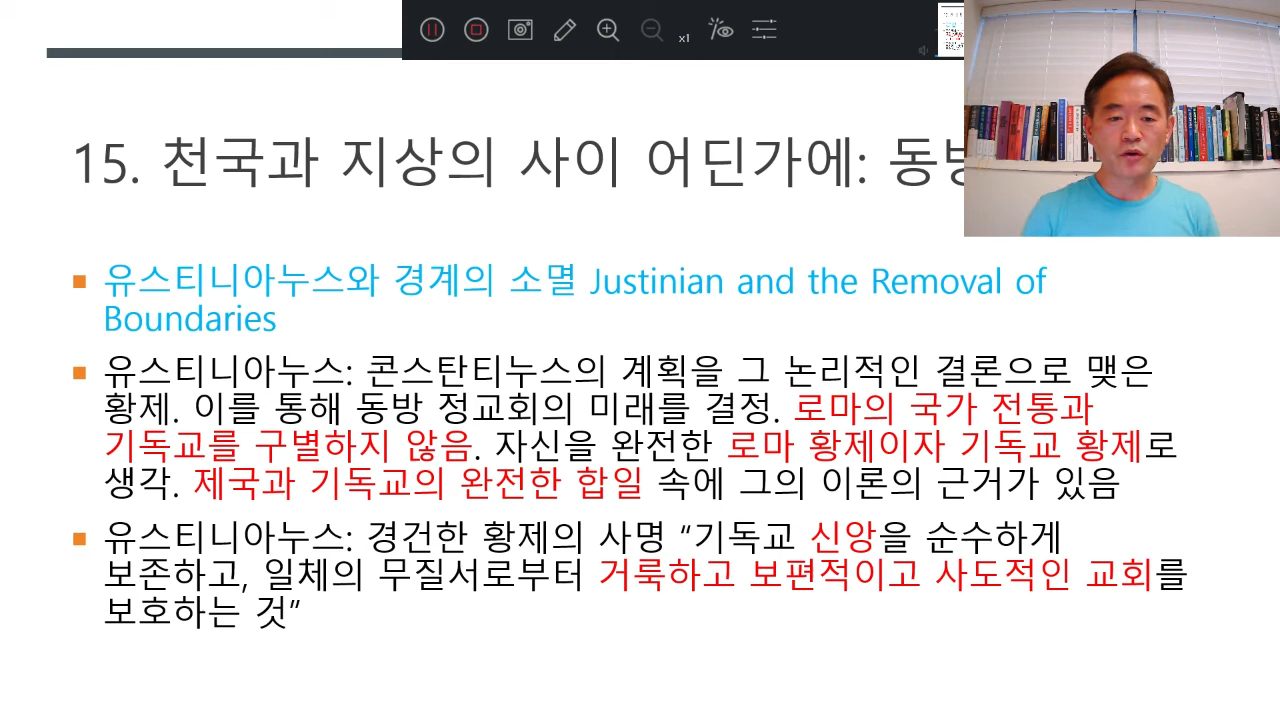 x1
15. 천국과 지상의 사이 어딘가에:
유스티니아누스와 경계의 소멸 Justinian and the Removal of
Boundaries
유스티니아누스: 콘스탄티누스의 계획을 그 논리적인 결론으로 맺은
황제. 이를 통해 동방 정교회의 미래를 결정. 로마의 국가 전통과
기독교를 구별하지 않음. 자신을 완전한 로마 황제이자 기독교 황제로
생각. 제국과 기독교의 완전한 합일 속에 그의 이론의 근거가 있음
유스티니아누스: 경건한 황제의 사명 “기독교 신앙을 순수하게
보존하고, 일체의 무질서로부터 거룩하고 보편적이고 사도적인 교회를
보호하는 것”